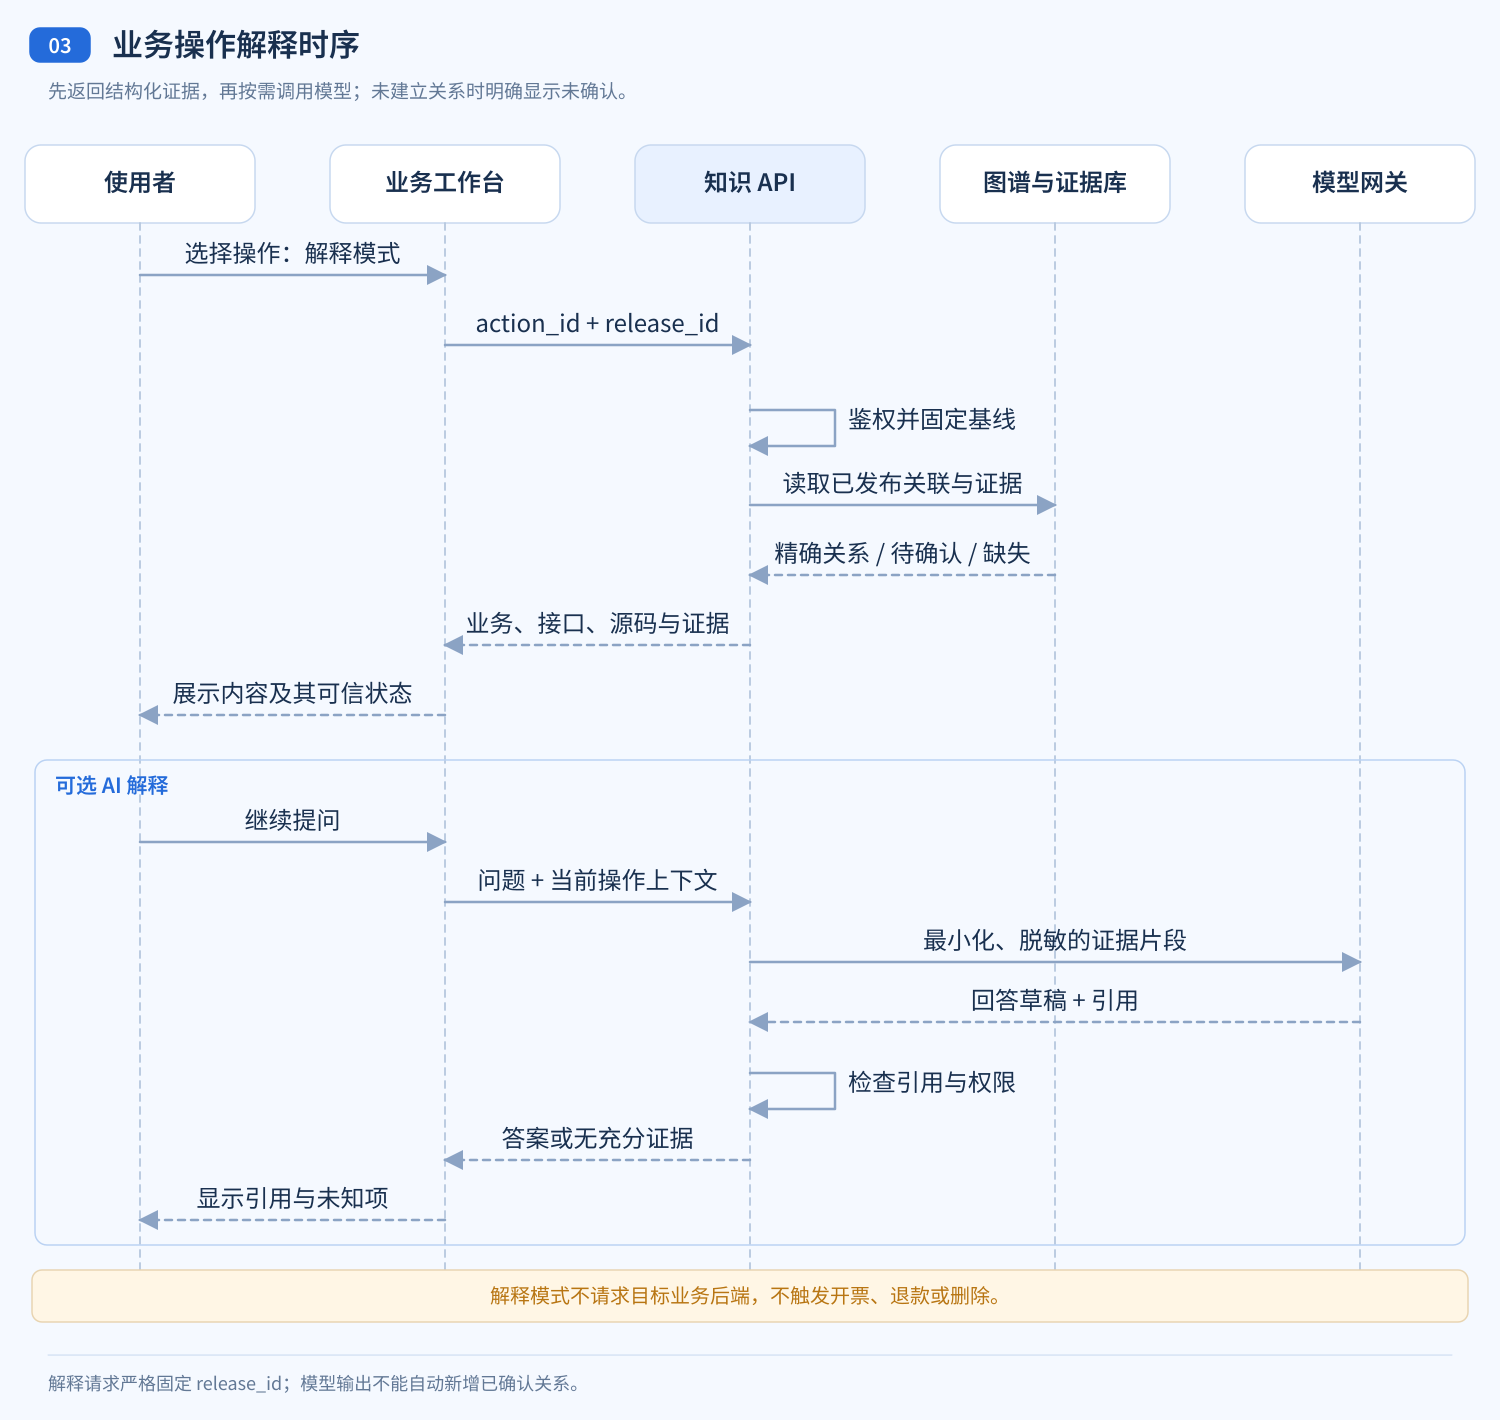 03
业务操作解释时序
先返回结构化证据，再按需调用模型；未建立关系时明确显示未确认。
使用者
业务工作台
知识 API
图谱与证据库
模型网关
选择操作：解释模式
action_id + release_id
鉴权并固定基线
读取已发布关联与证据
精确关系 / 待确认 / 缺失
业务、接口、源码与证据
展示内容及其可信状态
可选 AI 解释
继续提问
问题 + 当前操作上下文
最小化、脱敏的证据片段
回答草稿 + 引用
检查引用与权限
答案或无充分证据
显示引用与未知项
解释模式不请求目标业务后端，不触发开票、退款或删除。
解释请求严格固定 release_id；模型输出不能自动新增已确认关系。